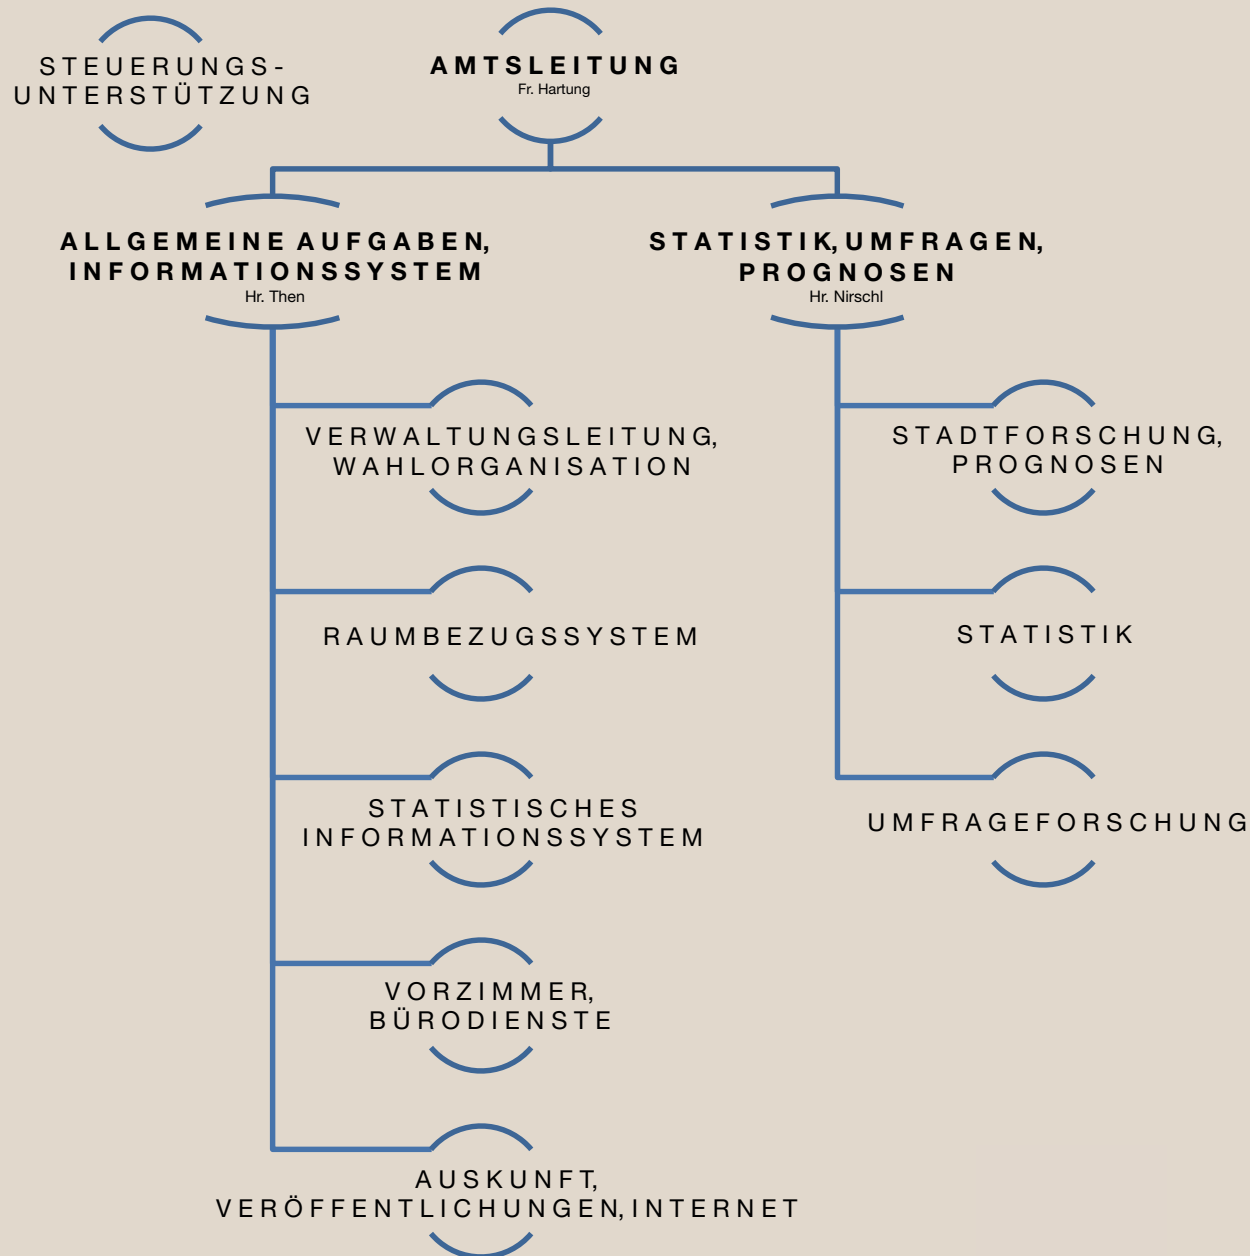 STEUERUNGS-
UNTERSTÜTZUNG
AMTSLEITUNG
Fr. Hartung
ALLGEMEINE AUFGABEN,
INFORMATIONSSYSTEM
Hr. Then
STATISTIK, UMFRAGEN,
PROGNOSEN
Hr. Nirschl
VERWALTUNGSLEITUNG,
WAHLORGANISATION
RAUMBEZUGSSYSTEM
STATISTISCHES
INFORMATIONSSYSTEM
VORZIMMER,
BÜRODIENSTE
AUSKUNFT,
VERÖFFENTLICHUNGEN, INTERNET
STADTFORSCHUNG,
PROGNOSEN
STATISTIK
UMFRAGEFORSCHUNG